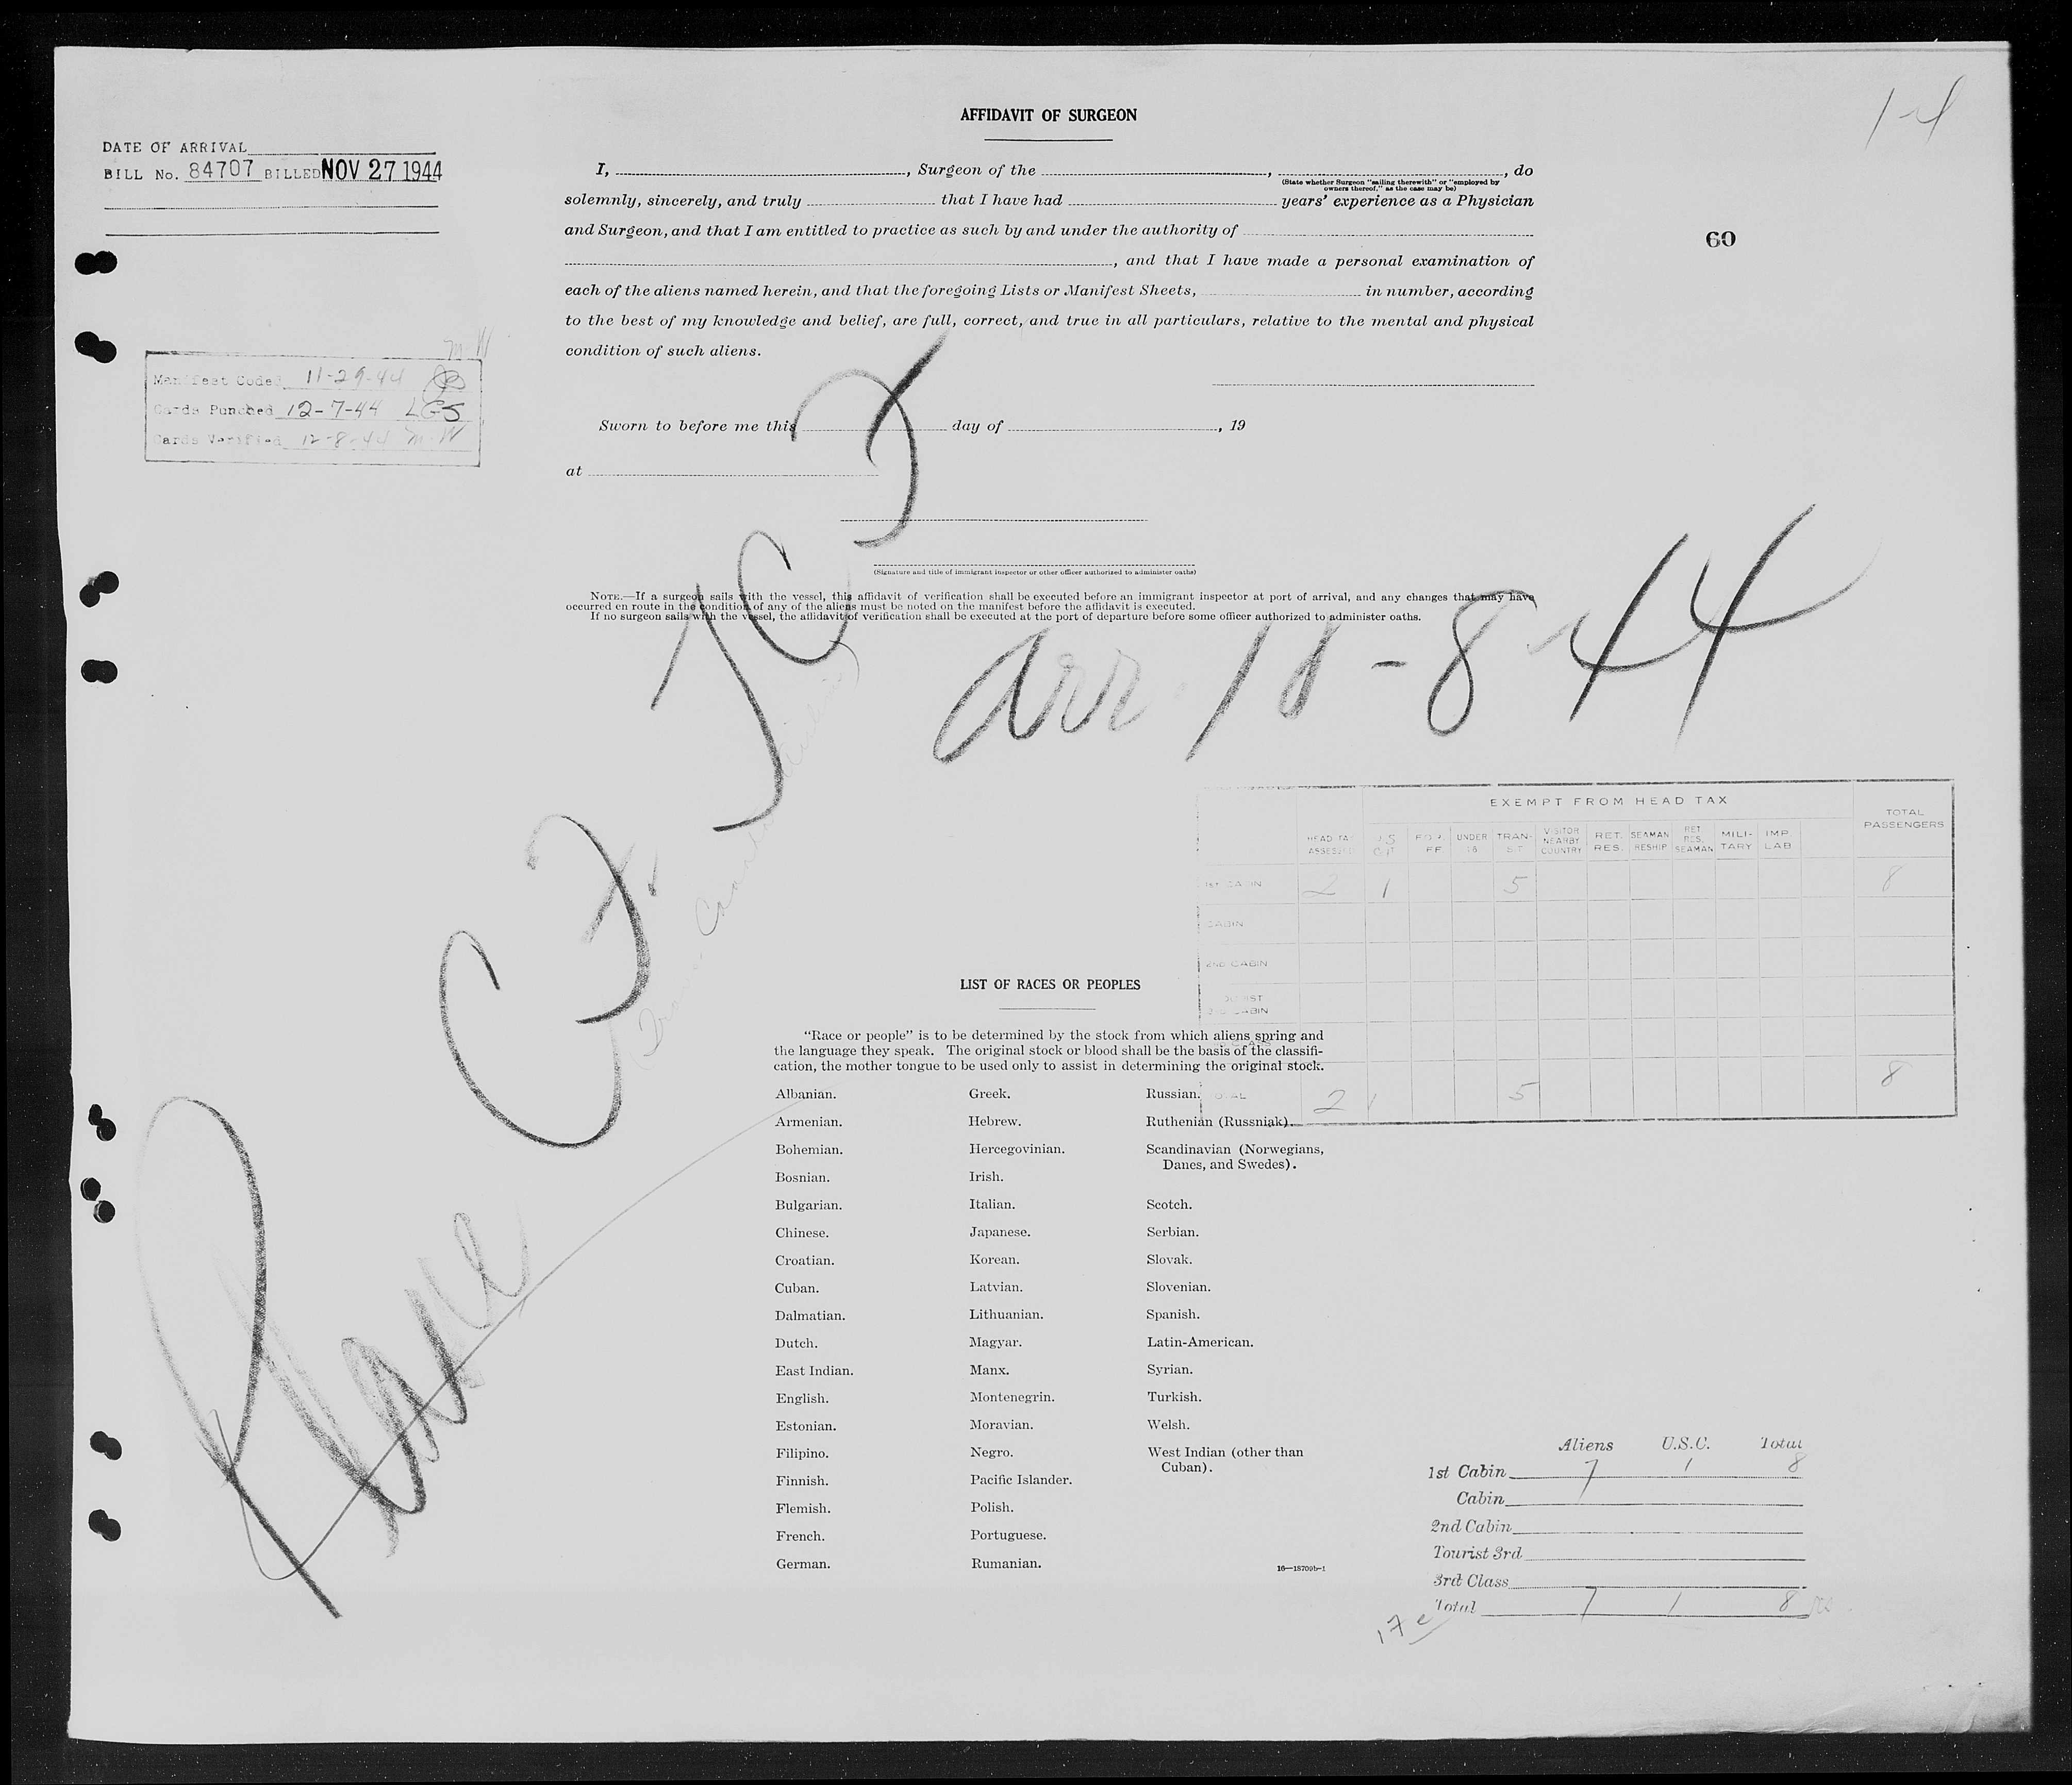 1-4
AFFIDAVIT OF SURGEON
DATE OF ARRIVAL
BILL No. 84707 BILLED NOV 27 1944
I, , Surgeon of the , , do
(State whether Surgeon "sailing therewith" or "employed by
owners thereof," as the case may be)
solemnly, sincerely, and truly that I have had years' experience as a Physician
and Surgeon, and that I am entitled to practice as such by and under the authority of
, and that I have made a personal examination of
each of the aliens named herein, and that the foregoing Lists or Manifest Sheets, in number, according
to the best of my knowledge and belief, are full, correct, and true in all particulars, relative to the mental and physical
condition of such aliens.
60
M.W
Manifest Coded 11-29-44
Cards Punched 12-7-44 LGS
Cards Verified 12-8-44 M.W
Sworn to before me this day of , 19
at
(Signature and title of immigrant inspector or other officer authorized to administer oaths)
NOTE.—If a surgeon sails with the vessel, this affidavit of verification shall be executed before an immigrant inspector at port of arrival, and any changes that may have
occurred en route in the condition of any of the aliens must be noted on the manifest before the affidavit is executed.
If no surgeon sails with the vessel, the affidavit of verification shall be executed at the port of departure before some officer authorized to administer oaths.
Plane CF.
arr 8-44
EXEMPT FROM HEAD TAX
HEAD TAX ASSESSED U S CIT FOR. EFF UNDER 16 TRAN-SIT VISITOR NEARBY COUNTRY RET. RES. SEAMAN RESHIP RET RES. SEAMAN MILI-TARY IMP LAB TOTAL PASSENGERS
1ST CABIN 2 1 5 8
CABIN
2ND CABIN
TOURIST
3RD CABIN
TOTAL 2 1 5 8
LIST OF RACES OR PEOPLES
"Race or people" is to be determined by the stock from which aliens spring and
the language they speak. The original stock or blood shall be the basis of the classifi-
cation, the mother tongue to be used only to assist in determining the original stock.
Albanian. Greek. Russian.
Armenian. Hebrew. Ruthenian (Russniak).
Bohemian. Hercegovinian. Scandinavian (Norwegians,
Danes, and Swedes).
Bosnian. Irish.
Bulgarian. Italian. Scotch.
Chinese. Japanese. Serbian.
Croatian. Korean. Slovak.
Cuban. Latvian. Slovenian.
Dalmatian. Lithuanian. Spanish.
Dutch. Magyar. Latin-American.
East Indian. Manx. Syrian.
English. Montenegrin. Turkish.
Estonian. Moravian. Welsh.
Filipino. Negro. West Indian (other than
Cuban).
Finnish. Pacific Islander.
Flemish. Polish.
French. Portuguese.
German. Rumanian.
16—18709b-1
Aliens U.S.C. Total
1st Cabin 7 1 8
Cabin
2nd Cabin
Tourist 3rd
3rd Class
Total 7 1 8
17 e